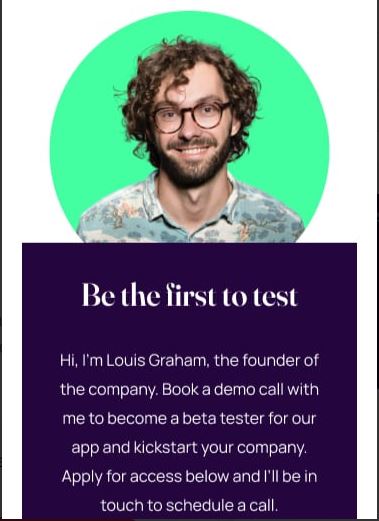 Be the first to test
Hi, I'm Louis Graham, the founder of
the company. Book a demo call with
me to become a beta tester for our
app and kickstart your company.
Apply for access below and I'll be in
touch to schedule a call.